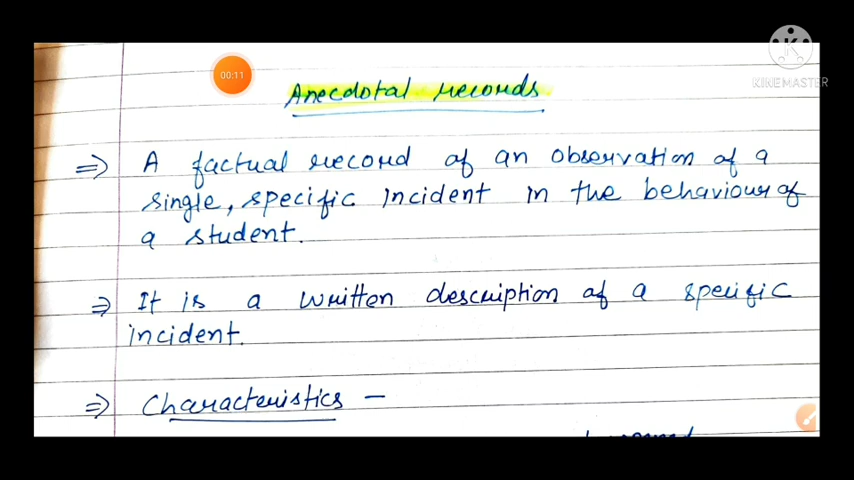 00:11
KINEMASTER
Anecdotal records
⇒ A factual record of an observation of a
single, specific incident in the behaviour of
a student.
⇒ It is a written description of a specific
incident.
⇒ Characteristics –